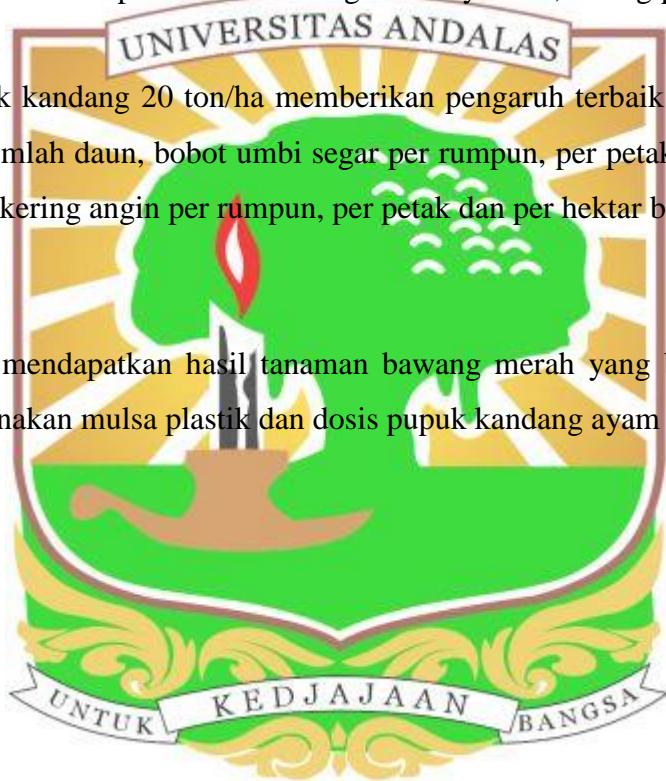 UNIVERSITAS ANDALAS
k kandang 20 ton/ha memberikan pengaruh terbaik
mlah daun, bobot umbi segar per rumpun, per petak
kering angin per rumpun, per petak dan per hektar b
mendapatkan hasil tanaman bawang merah yang
nakan mulsa plastik dan dosis pupuk kandang ayam
UNTUK KEDJAJAAN BANGSA